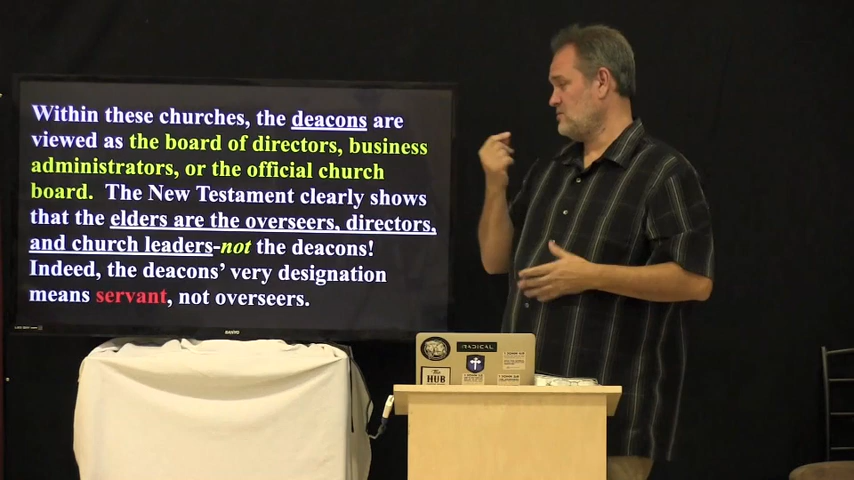 Within these churches, the deacons are
viewed as the board of directors, business
administrators, or the official church
board. The New Testament clearly shows
that the elders are the overseers, directors,
and church leaders-not the deacons!
Indeed, the deacons' very designation
means servant, not overseers.
SANYO
RADICAL
The
HUB